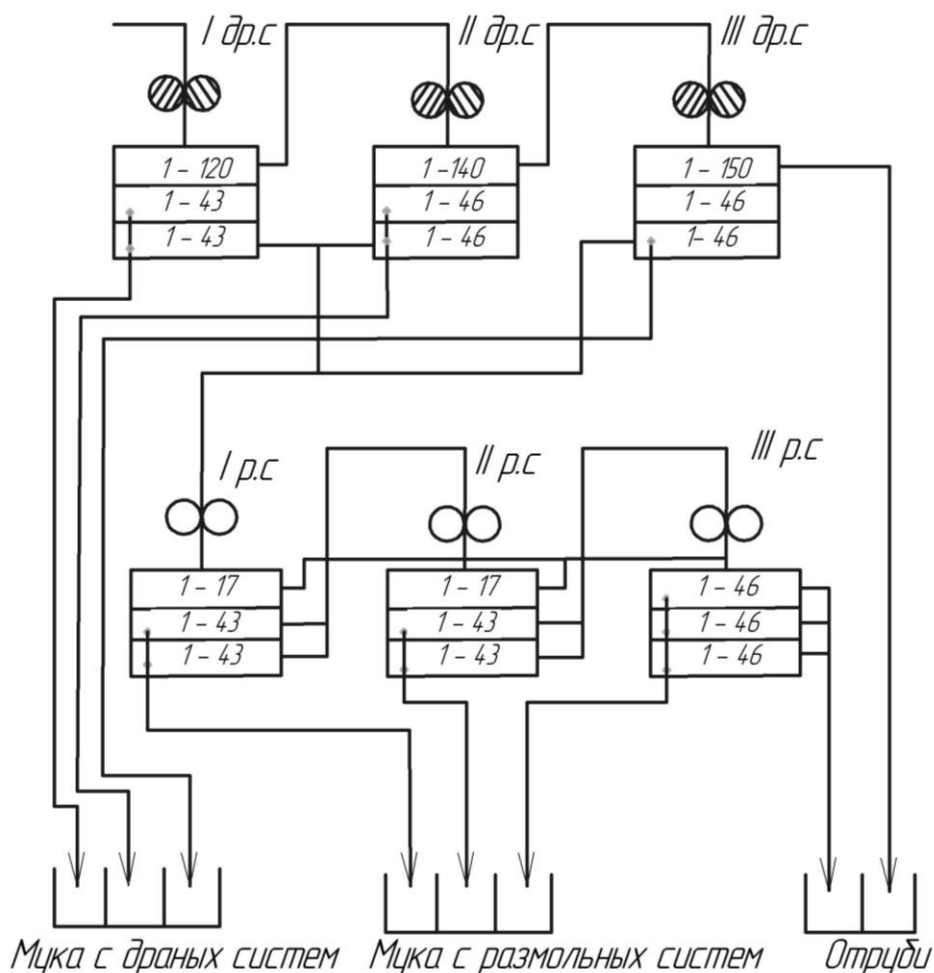 I др.с
II др.с
III др.с
1 - 120
1 - 43
1 - 43
1 -140
1 - 46
1 - 46
1 - 150
1 - 46
1- 46
I р.с
II р.с
III р.с
1 - 17
1 - 43
1 - 43
1 - 17
1 - 43
1 - 43
1 - 46
1 - 46
1 - 46
Мука с драных систем
Мука с размольных систем
Отруби